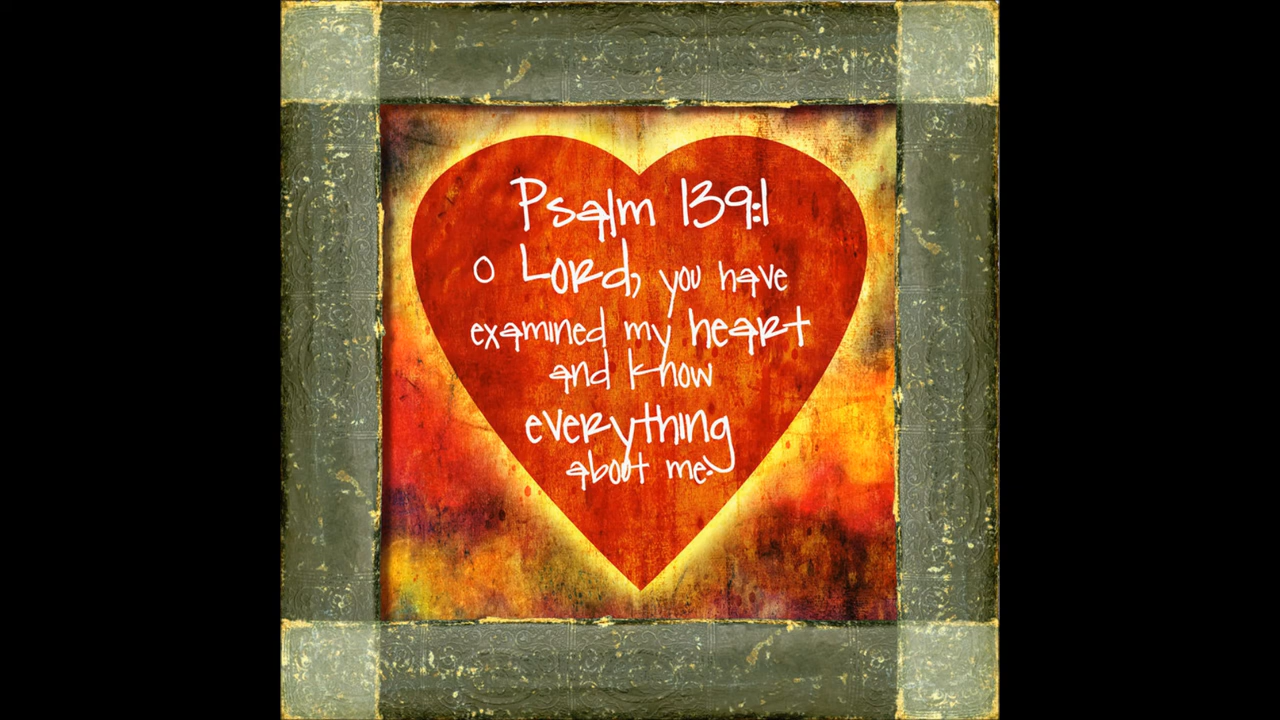 Psalm 139:1
o Lord, you have
examined my heart
and know
everything
about me.